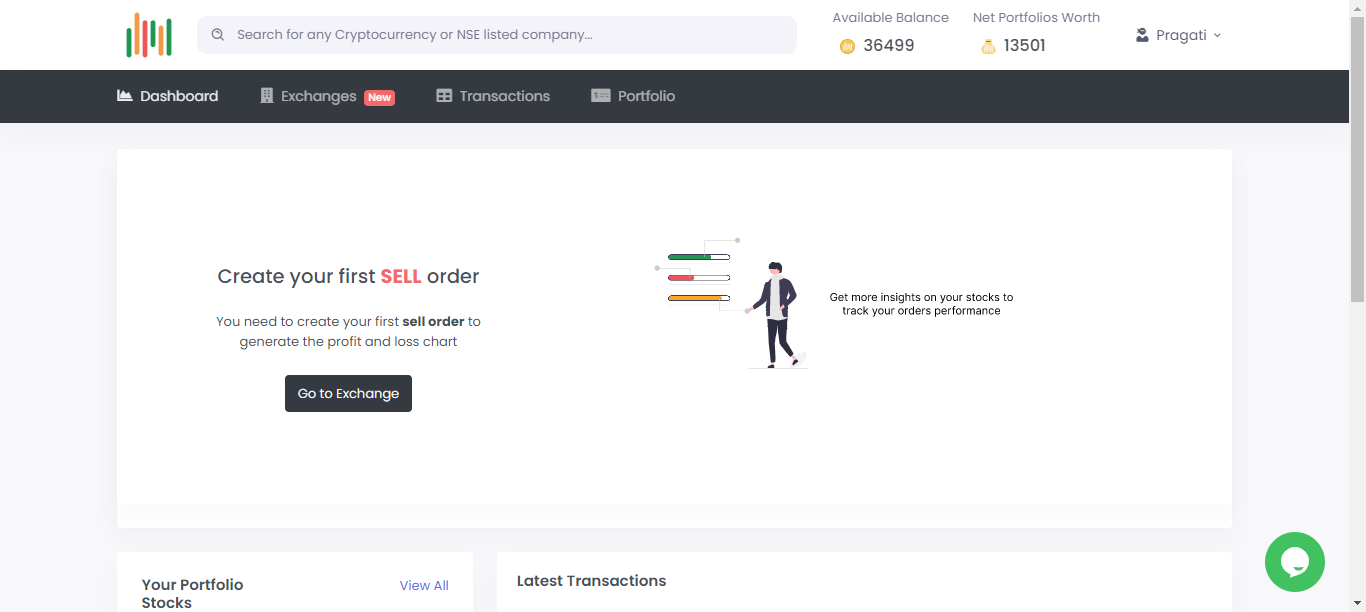 Search for any Cryptocurrency or NSE listed company...
Available Balance
36499
Net Portfolios Worth
13501
Pragati
Dashboard
Exchanges New
Transactions
Portfolio
Create your first SELL order
You need to create your first sell order to
generate the profit and loss chart
Go to Exchange
Get more insights on your stocks to
track your orders performance
Your Portfolio
Stocks
View All
Latest Transactions